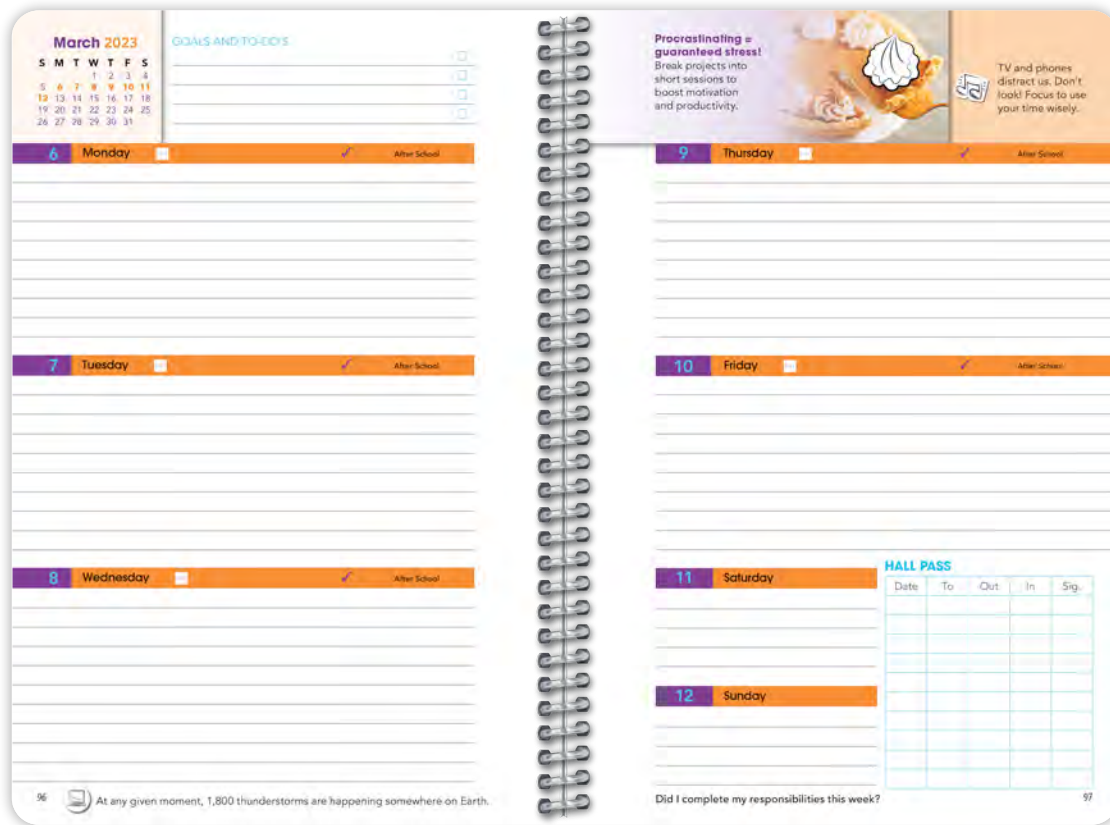 March 2023
S M T W T F S
1 2 3 4
5 6 7 8 9 10 11
12 13 14 15 16 17 18
19 20 21 22 23 24 25
26 27 28 29 30 31
GOALS AND TO-DO'S
6 Monday After School
7 Tuesday After School
8 Wednesday After School
96 At any given moment, 1,800 thunderstorms are happening somewhere on Earth.
Procrastinating =
guaranteed stress!
Break projects into
short sessions to
boost motivation
and productivity.
TV and phones
distract us. Don't
look! Focus to use
your time wisely.
9 Thursday After School
10 Friday After School
11 Saturday
12 Sunday
HALL PASS
Date To Out In Sig.
Did I complete my responsibilities this week? 97